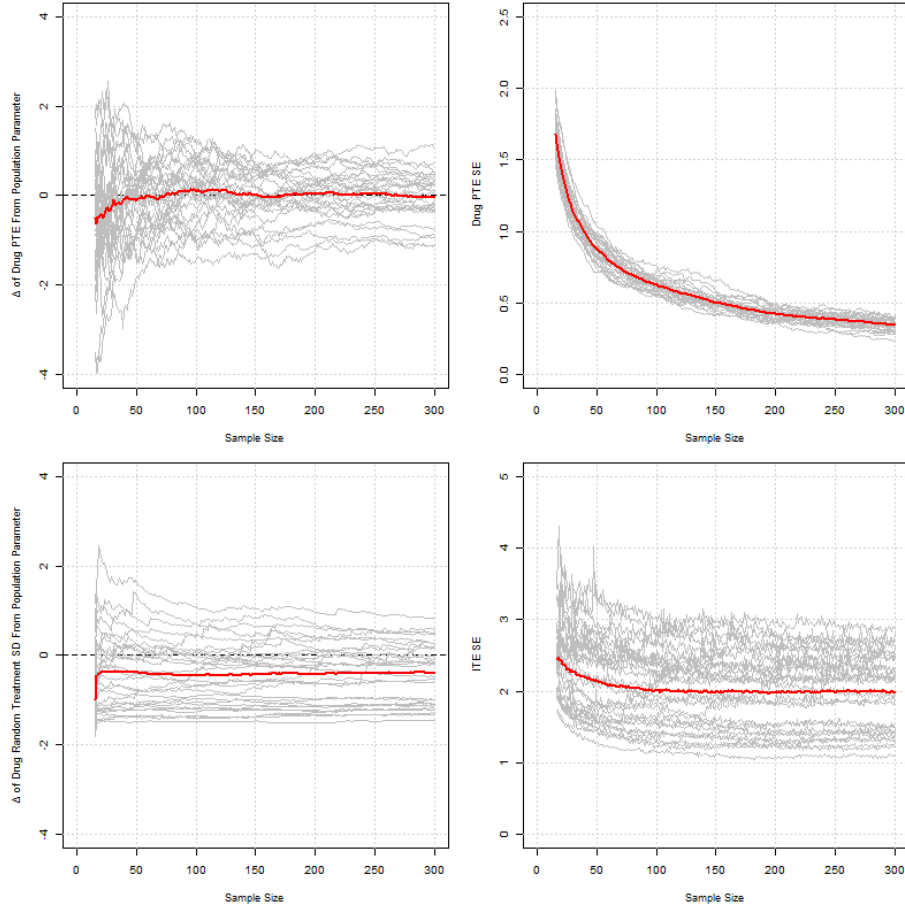 Δ of Drug PTE From Population Parameter
4
2
0
-2
-4
0 50 100 150 200 250 300
Sample Size
Drug PTE SE
2.5
2.0
1.5
1.0
0.5
0.0
0 50 100 150 200 250 300
Sample Size
Δ of Drug Random Treatment SD From Population Parameter
4
2
0
-2
-4
0 50 100 150 200 250 300
Sample Size
ITE SE
5
4
3
2
1
0
0 50 100 150 200 250 300
Sample Size